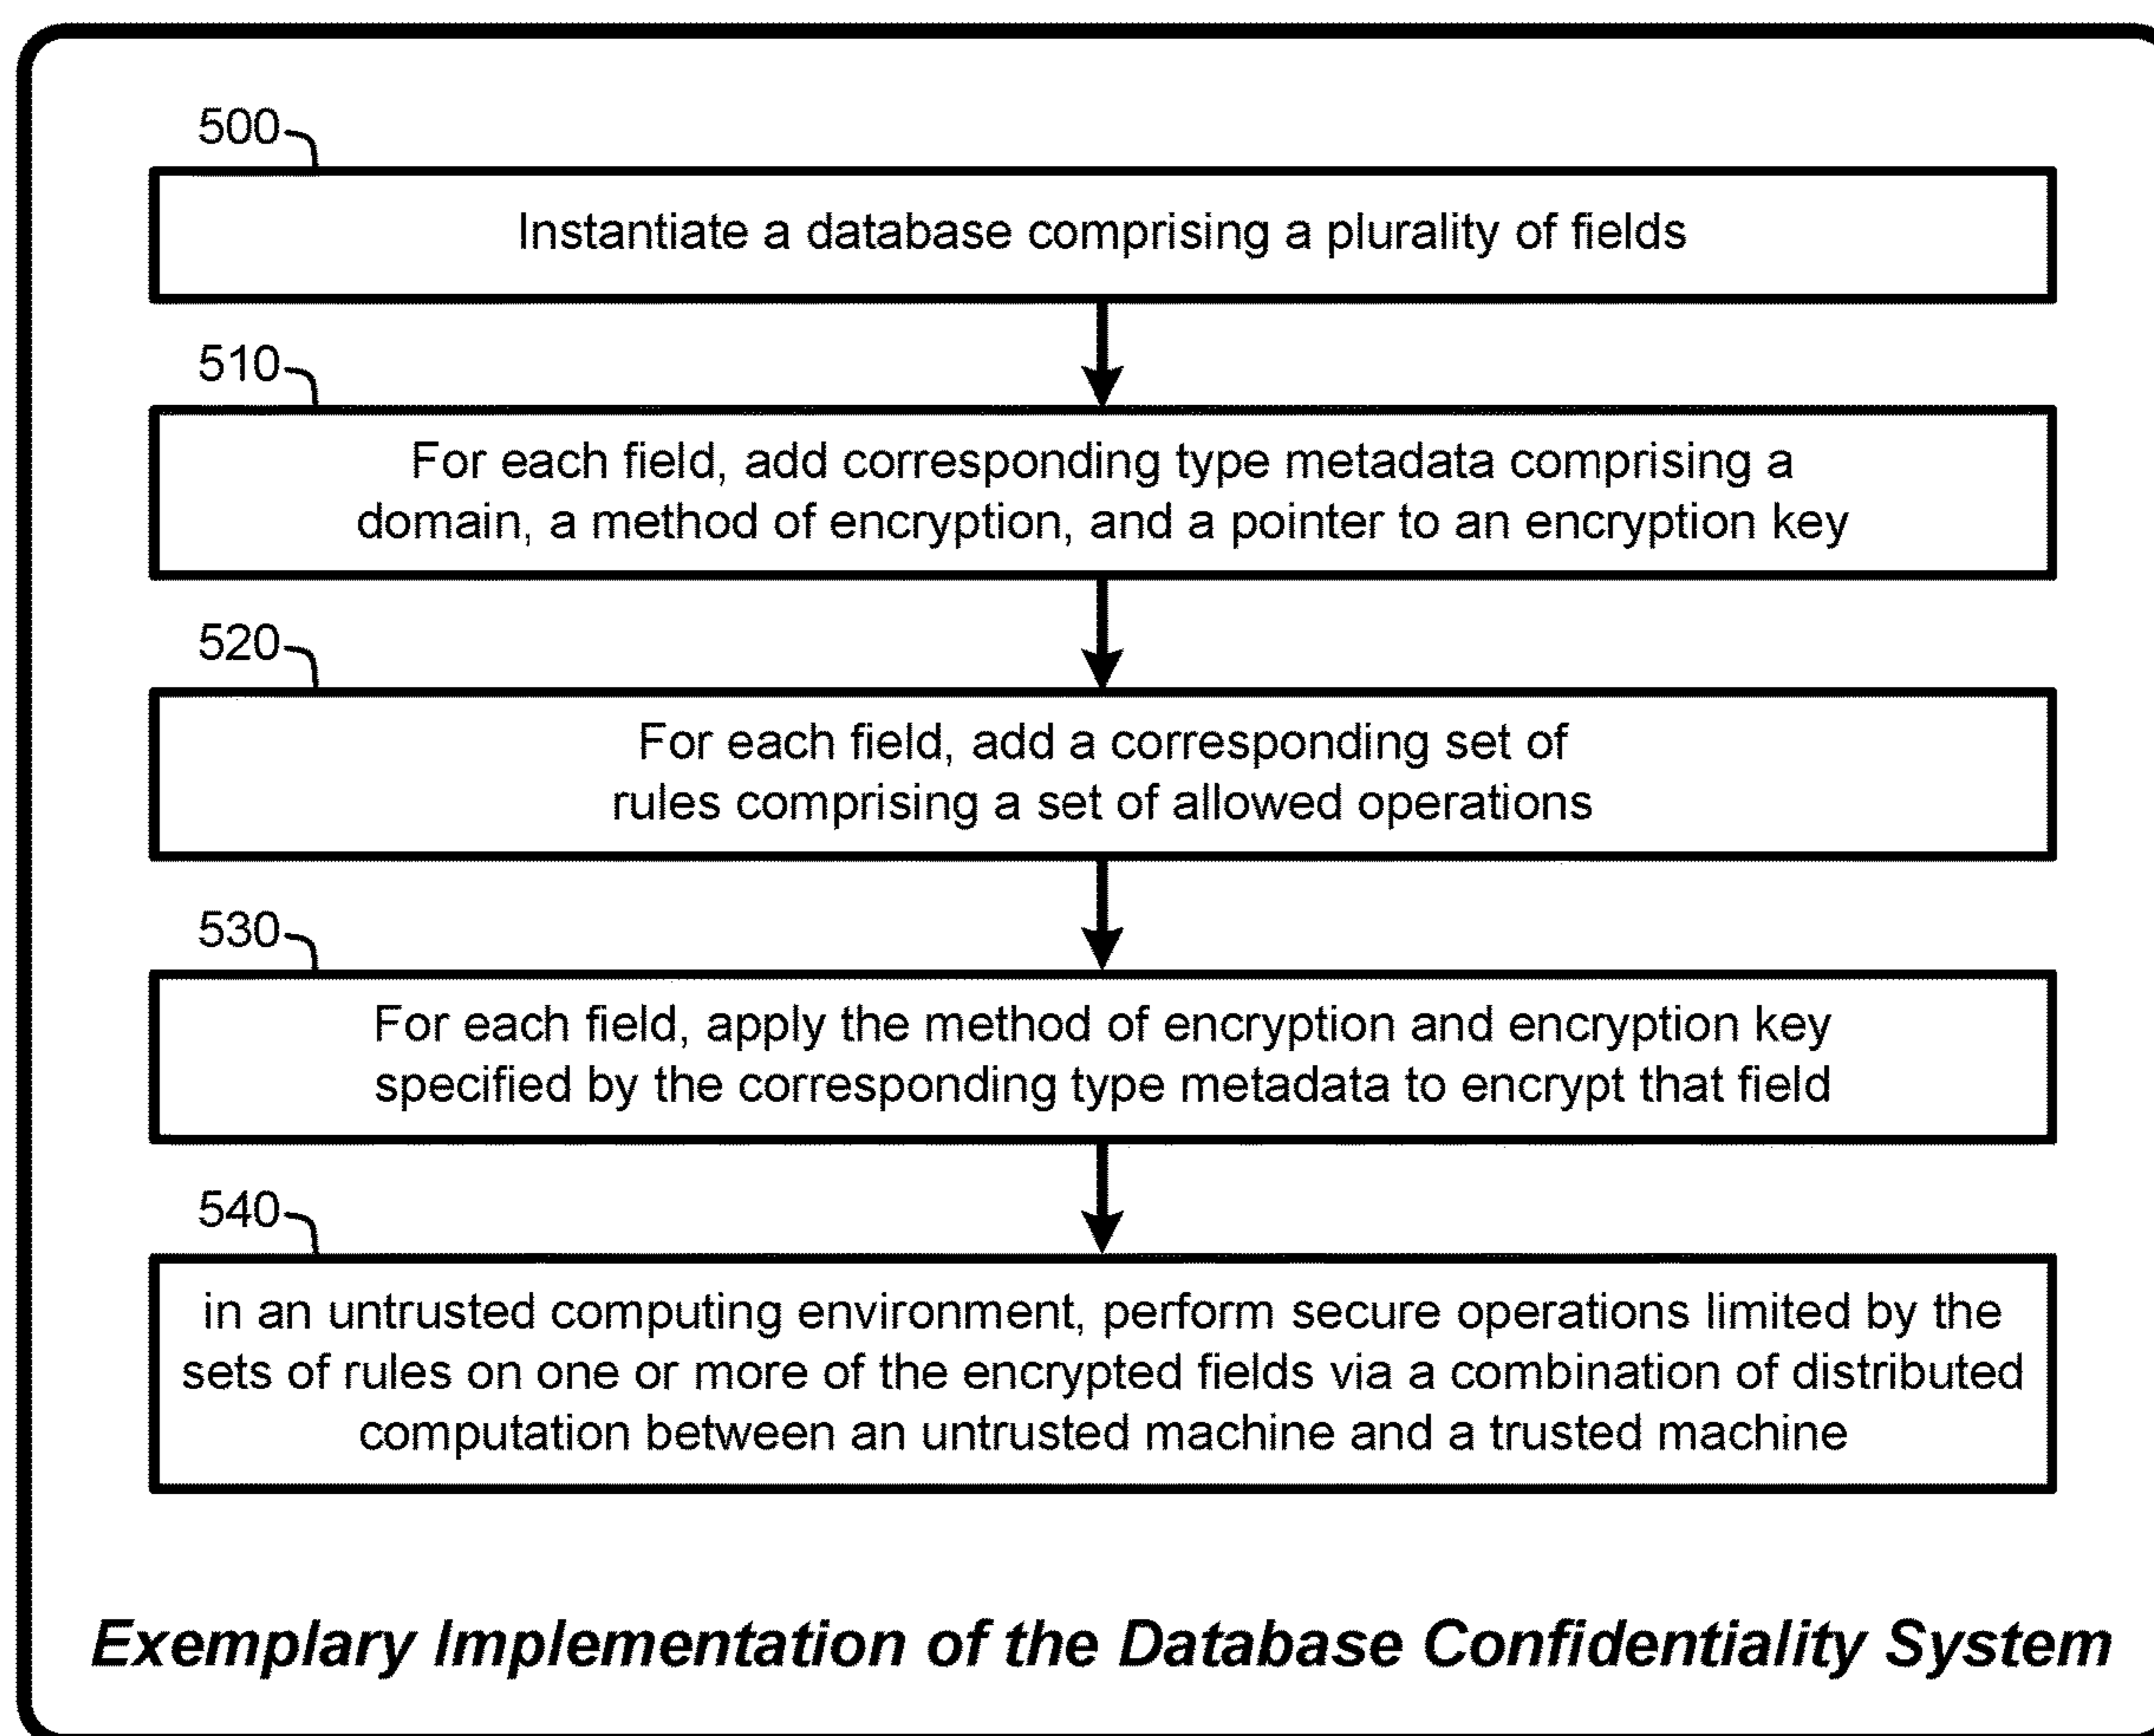 500
Instantiate a database comprising a plurality of fields
510
For each field, add corresponding type metadata comprising a
domain, a method of encryption, and a pointer to an encryption key
520
For each field, add a corresponding set of
rules comprising a set of allowed operations
530
For each field, apply the method of encryption and encryption key
specified by the corresponding type metadata to encrypt that field
540
in an untrusted computing environment, perform secure operations limited by the
sets of rules on one or more of the encrypted fields via a combination of distributed
computation between an untrusted machine and a trusted machine
Exemplary Implementation of the Database Confidentiality System